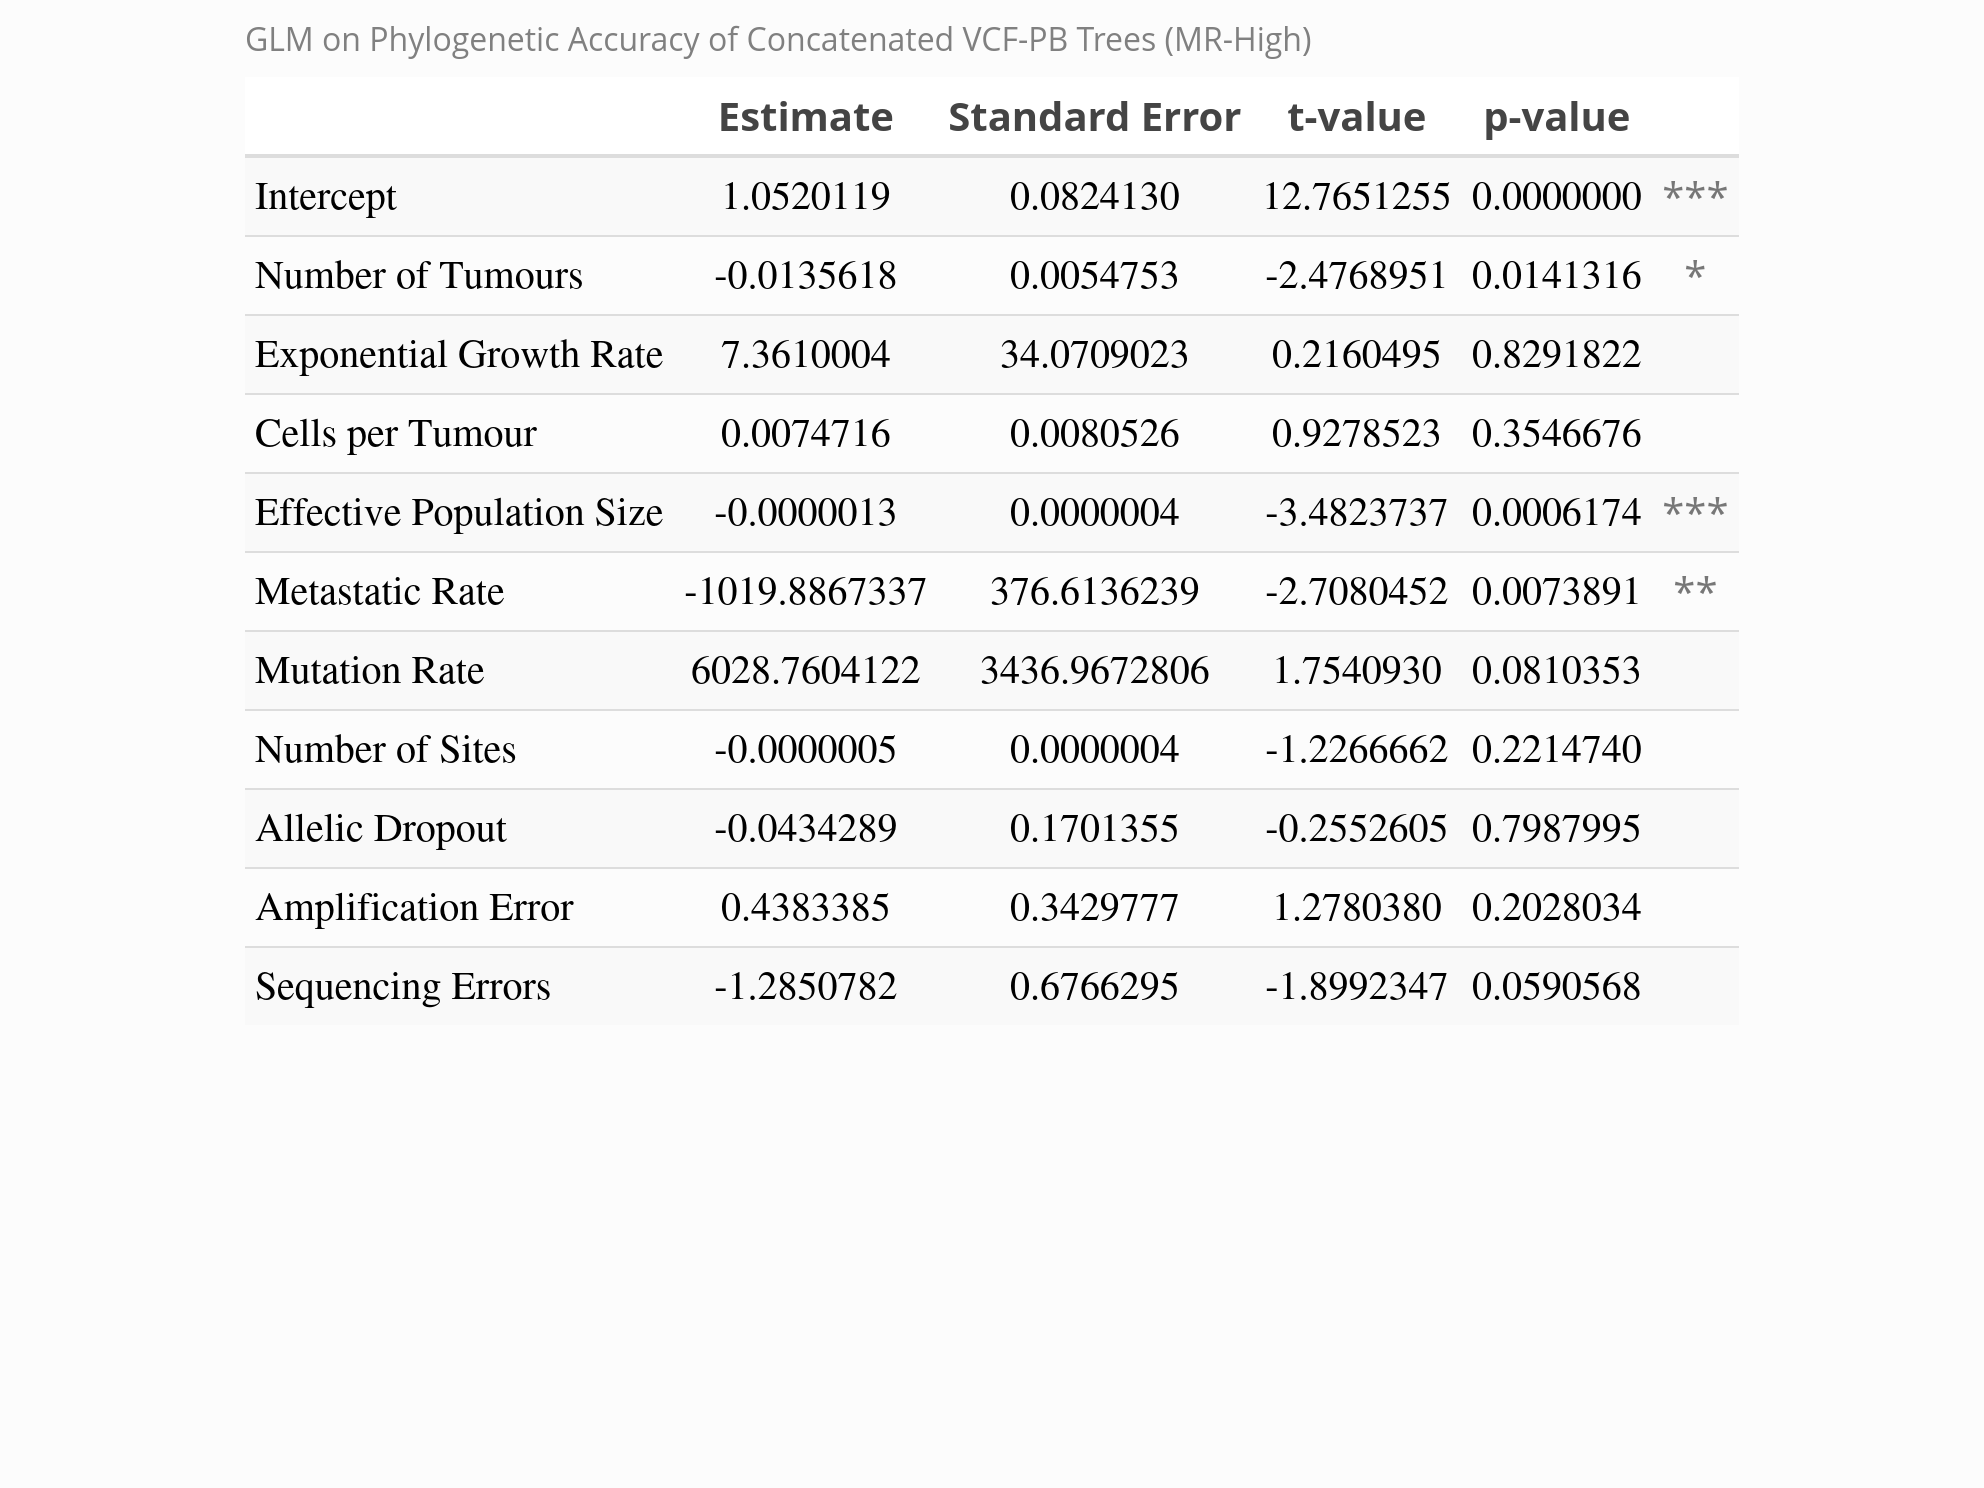 GLM on Phylogenetic Accuracy of Concatenated VCF-PB Trees (MR-High)
Estimate Standard Error t-value p-value
Intercept 1.0520119 0.0824130 12.7651255 0.0000000 ***
Number of Tumours -0.0135618 0.0054753 -2.4768951 0.0141316 *
Exponential Growth Rate 7.3610004 34.0709023 0.2160495 0.8291822
Cells per Tumour 0.0074716 0.0080526 0.9278523 0.3546676
Effective Population Size -0.0000013 0.0000004 -3.4823737 0.0006174 ***
Metastatic Rate -1019.8867337 376.6136239 -2.7080452 0.0073891 **
Mutation Rate 6028.7604122 3436.9672806 1.7540930 0.0810353
Number of Sites -0.0000005 0.0000004 -1.2266662 0.2214740
Allelic Dropout -0.0434289 0.1701355 -0.2552605 0.7987995
Amplification Error 0.4383385 0.3429777 1.2780380 0.2028034
Sequencing Errors -1.2850782 0.6766295 -1.8992347 0.0590568